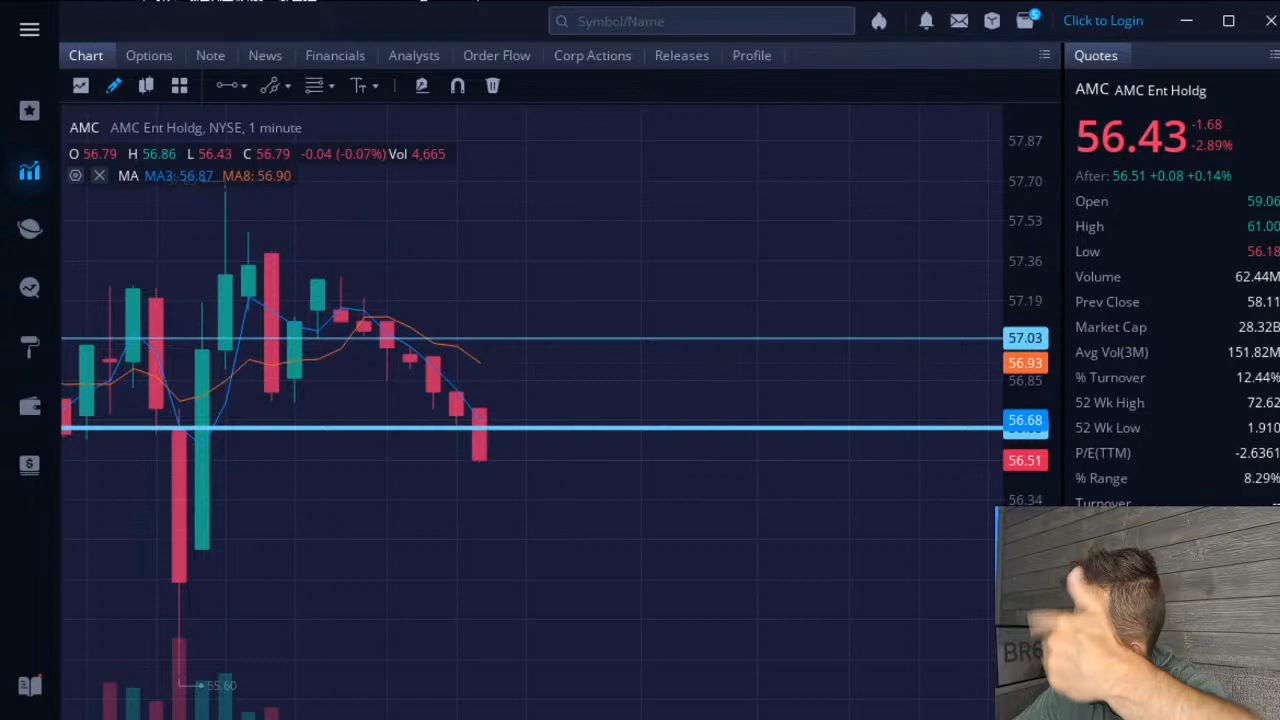 Symbol/Name
5
Click to Login
Chart Options Note News Financials Analysts Order Flow Corp Actions Releases Profile
Quotes
AMC AMC Ent Holdg
56.43 -1.68
-2.89%
After: 56.51 +0.08 +0.14%
Open 59.06
High 61.00
Low 56.18
Volume 62.44M
Prev Close 58.11
Market Cap 28.32B
Avg Vol(3M) 151.82M
% Turnover 12.44%
52 Wk High 72.62
52 Wk Low 1.910
P/E(TTM) -2.6361
% Range 8.29%
Turnover --
AMC AMC Ent Holdg, NYSE, 1 minute
O 56.79 H 56.86 L 56.43 C 56.79 -0.04 (-0.07%) Vol 4,665
MA MA3: 56.87 MA8: 56.90
57.87
57.70
57.53
57.36
57.19
57.03
56.93
56.85
56.68
56.51
56.34
55.60